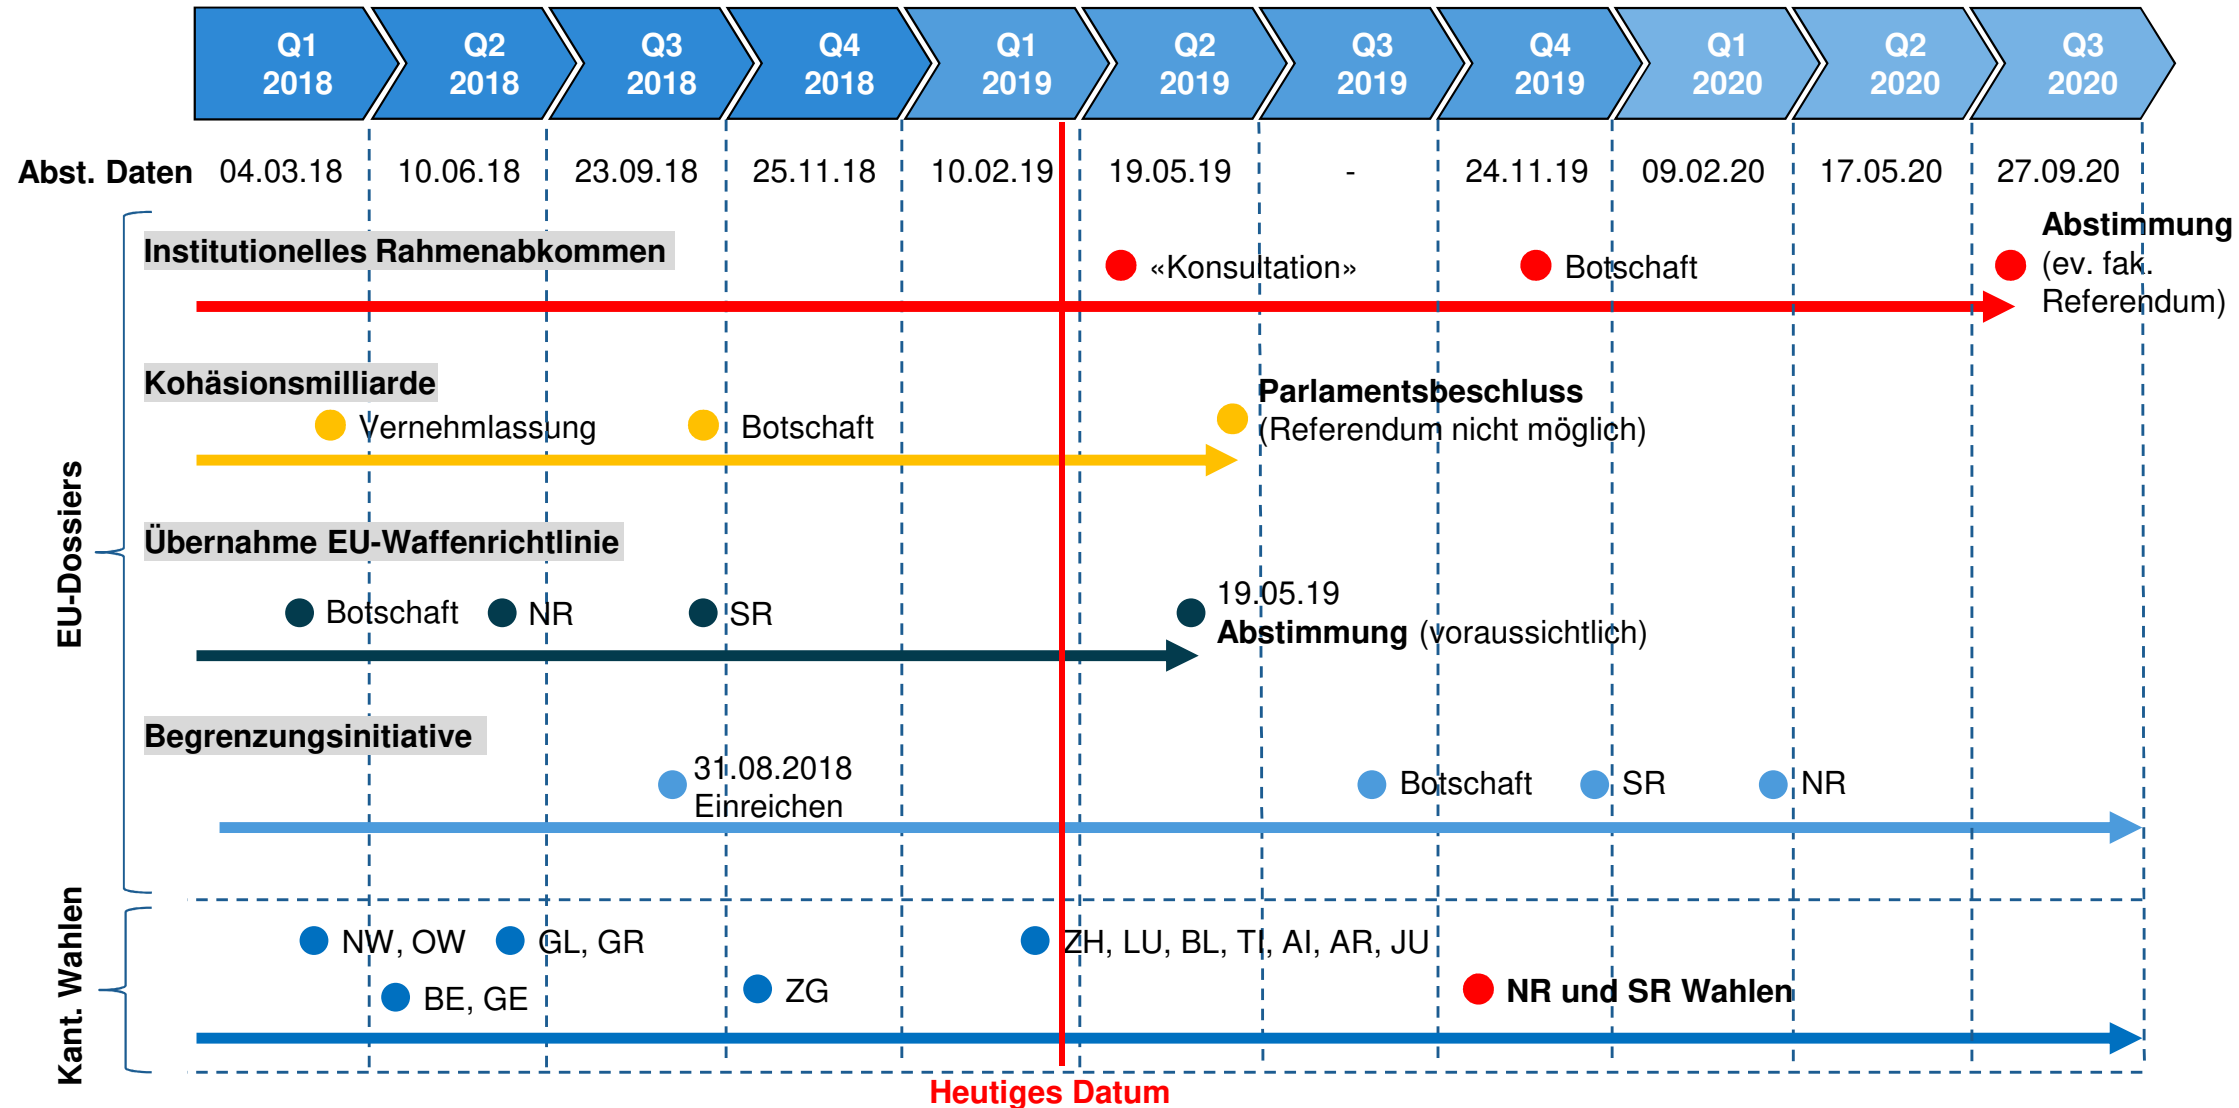 Q1 Q2 Q3 Q4 Q1 Q2 Q3 Q4 Q1 Q2 Q3
2018 2018 2018 2018 2019 2019 2019 2019 2020 2020 2020
Abst. Daten 04.03.18 10.06.18 23.09.18 25.11.18 10.02.19 19.05.19 - 24.11.19 09.02.20 17.05.20 27.09.20
EU-Dossiers
Institutionelles Rahmenabkommen
«Konsultation»
Botschaft
Abstimmung
(ev. fak.
Referendum)
Kohäsionsmilliarde
Vernehmlassung
Botschaft
Parlamentsbeschluss
(Referendum nicht möglich)
Übernahme EU-Waffenrichtlinie
Botschaft
NR
SR
19.05.19
Abstimmung (voraussichtlich)
Begrenzungsinitiative
31.08.2018
Einreichen
Botschaft
SR
NR
Kant. Wahlen
NW, OW
GL, GR
ZH, LU, BL, TI, AI, AR, JU
BE, GE
ZG
NR und SR Wahlen
Heutiges Datum